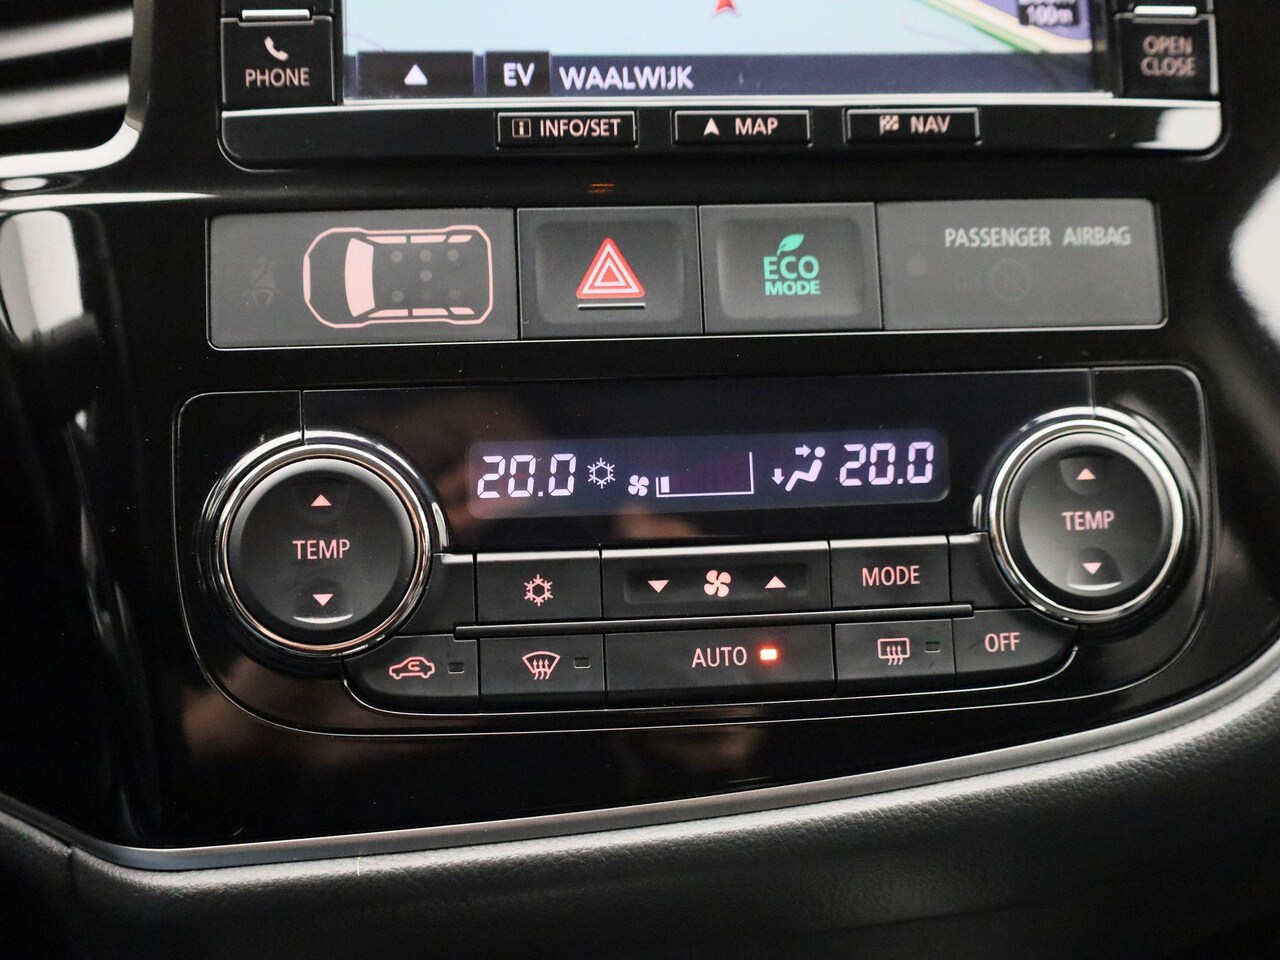 100m
PHONE
EV WAALWIJK
OPEN
CLOSE
INFO/SET
MAP
NAV
ECO
MODE
PASSENGER AIRBAG
20.0
20.0
TEMP
TEMP
MODE
AUTO
OFF